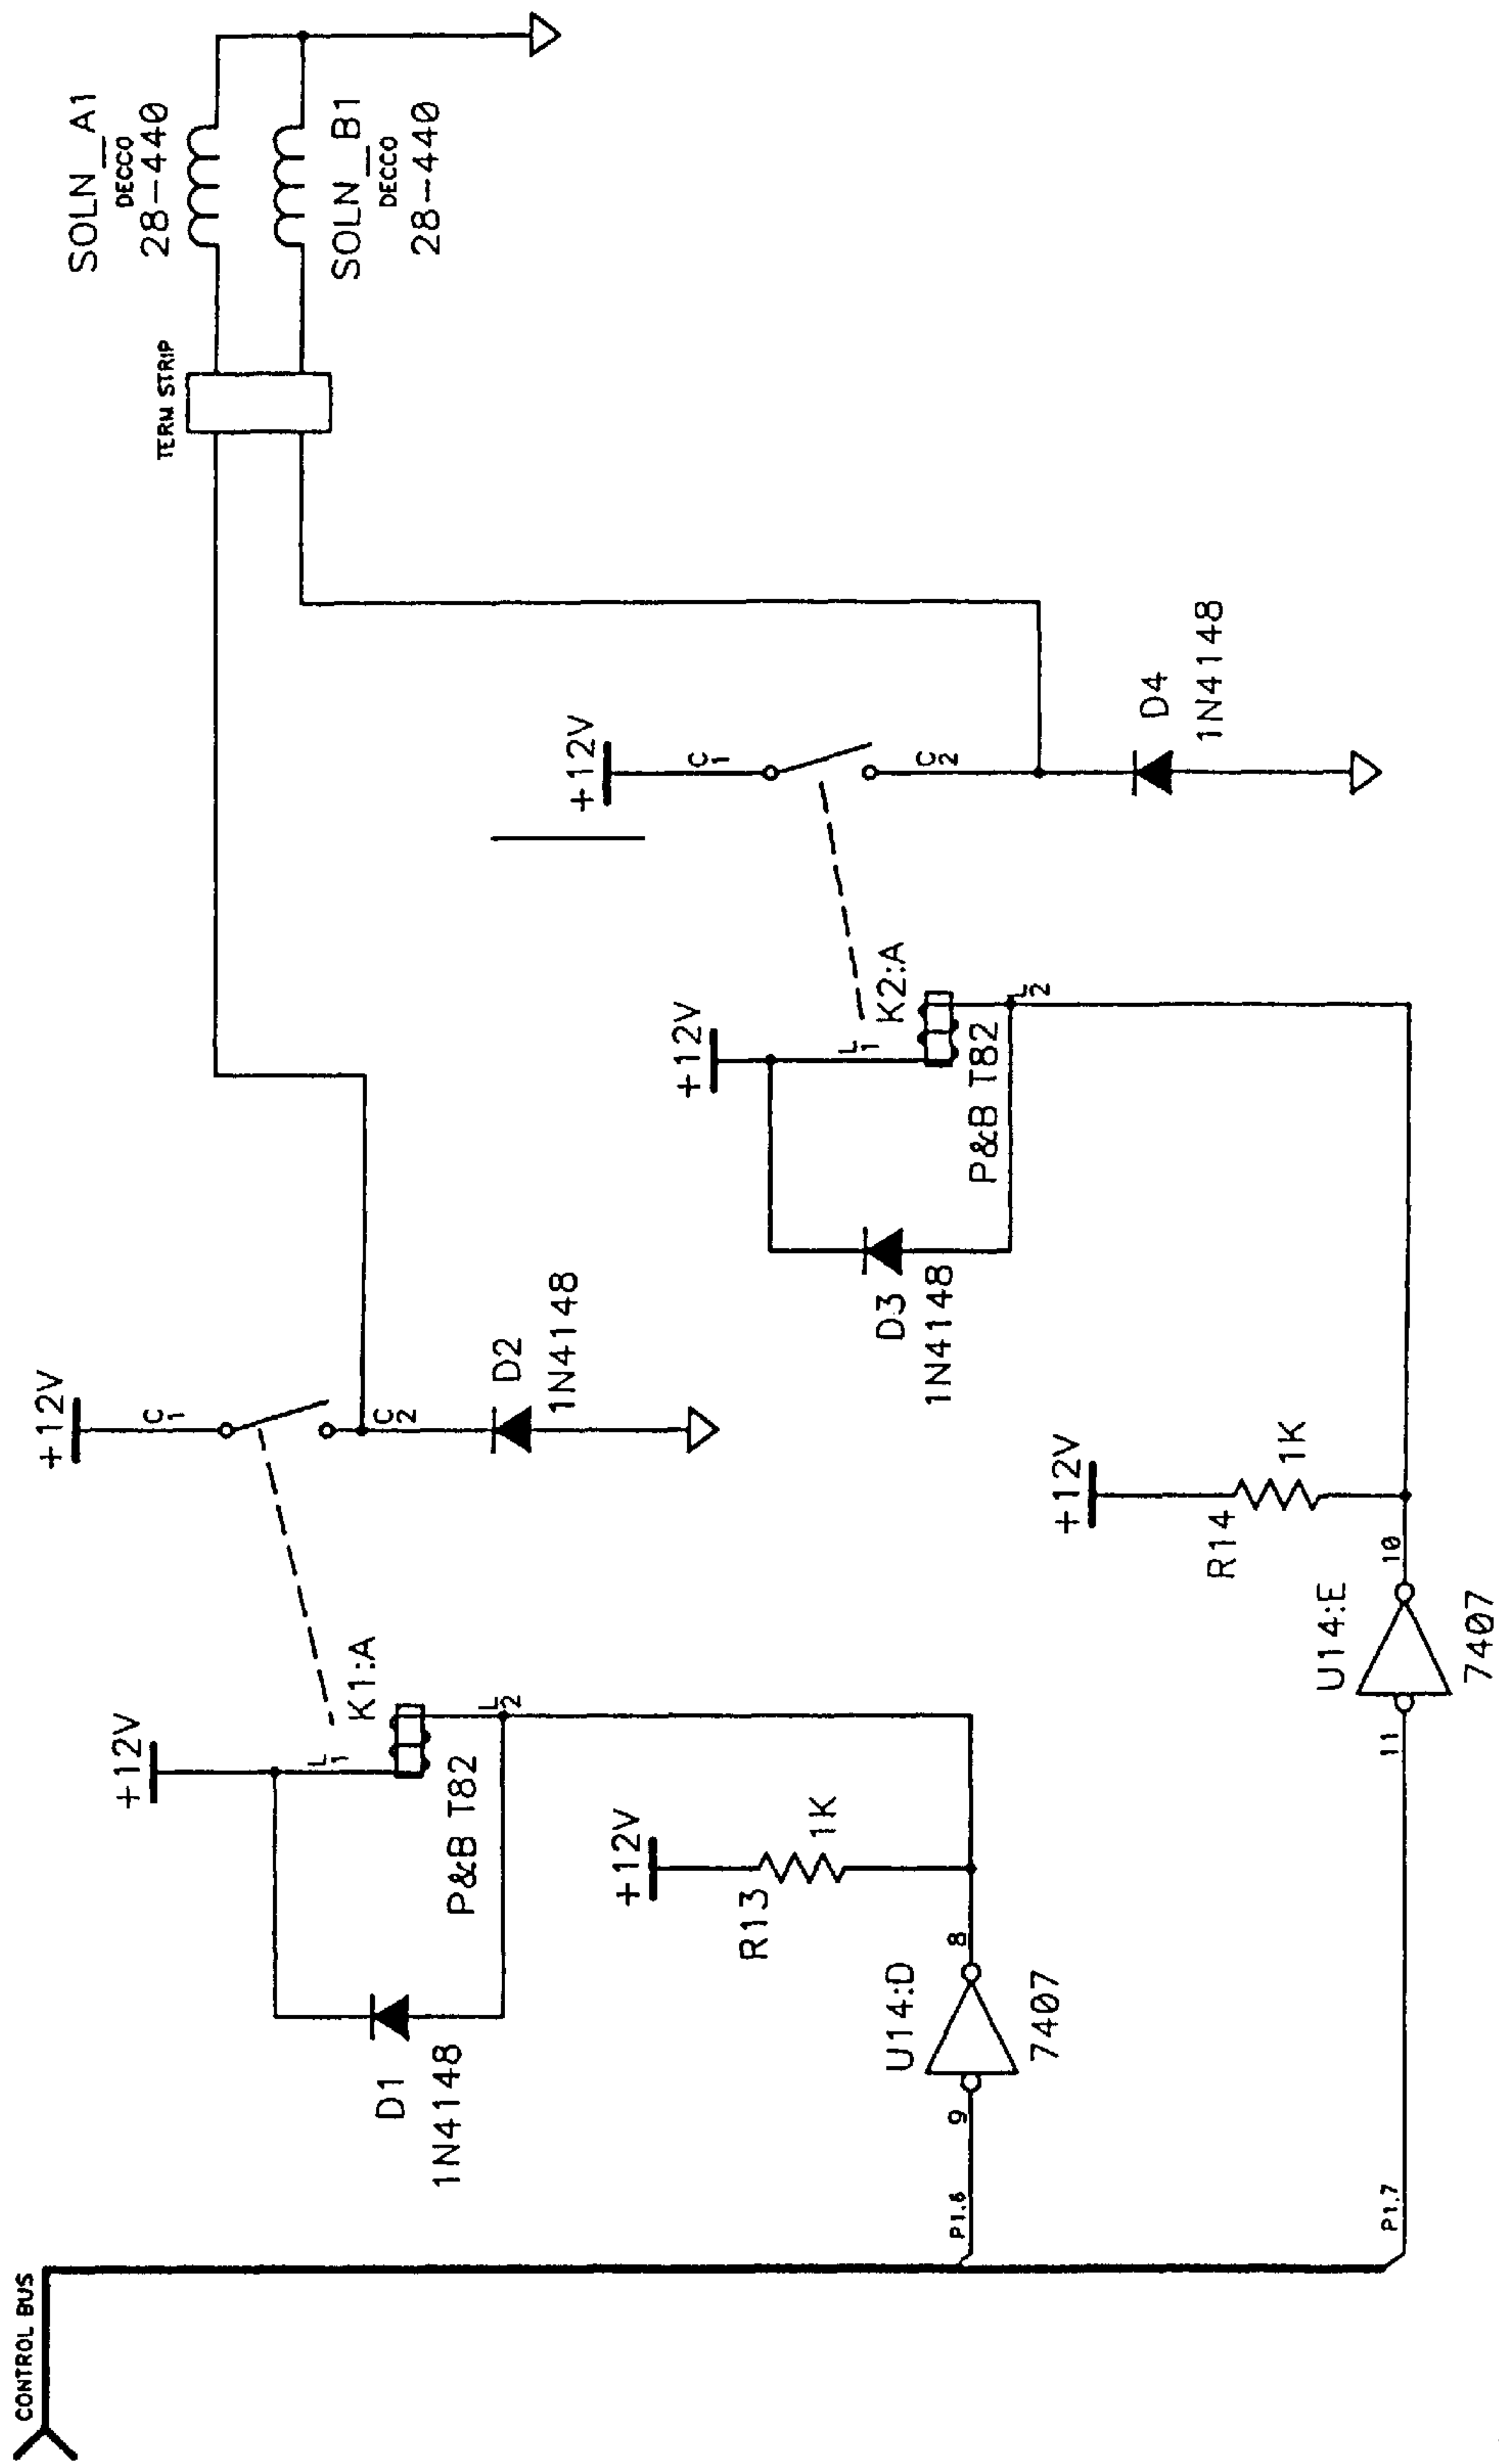 CONTROL BUS
+12V
L1
K1:A
P&B T82
D1
1N4148
+12V
C1
C2
D2
1N4148
+12V
R13
1K
P1.6
9
U14:D
8
7407
SOLN_A1
DECCO
28-440
TERM STRIP
SOLN_B1
DECCO
28-440
L2
+12V
C1
C2
D4
1N4148
+12V
L1
K2:A
P&B T82
L2
D3
1N4148
+12V
R14
1K
P1.7
11
U14:E
10
7407